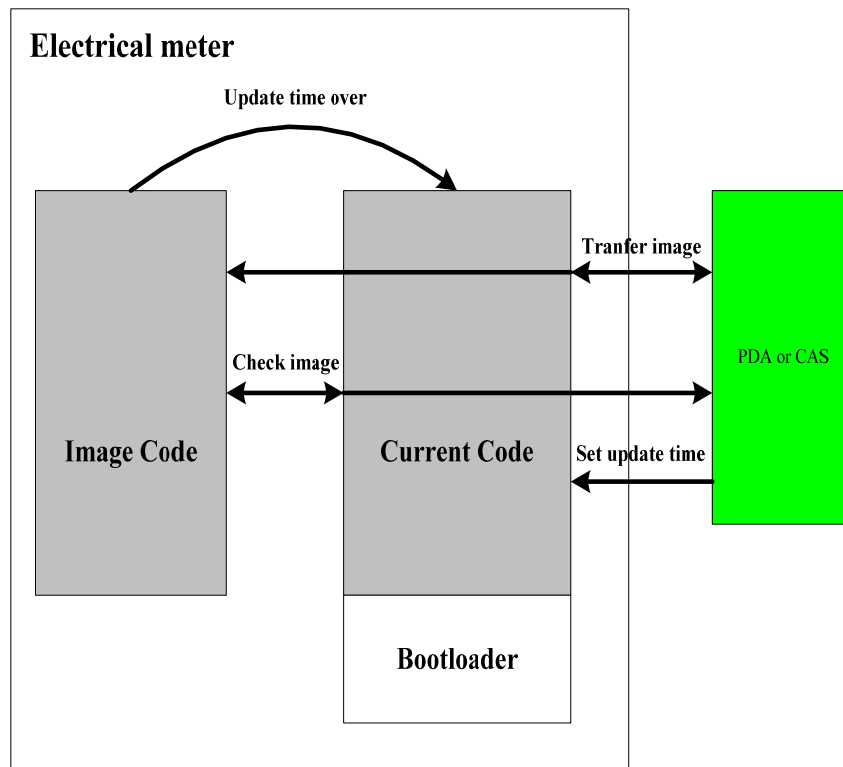 Electrical meter
Update time over
Tranfer image
Check image
PDA or CAS
Image Code
Current Code
Set update time
Bootloader